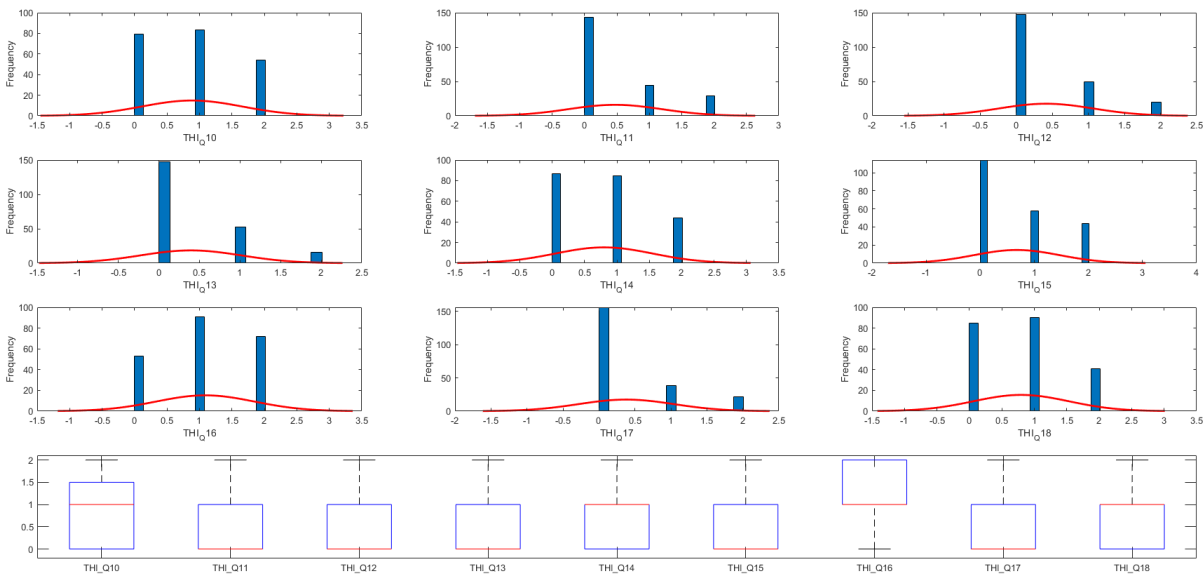 100
80
60
40
20
0
Frequency
-1.5 -1 -0.5 0 0.5 1 1.5 2 2.5 3 3.5
THI_Q10
150
100
50
0
Frequency
-2 -1.5 -1 -0.5 0 0.5 1 1.5 2 2.5 3
THI_Q11
150
100
50
0
Frequency
-2 -1.5 -1 -0.5 0 0.5 1 1.5 2 2.5
THI_Q12
150
100
50
0
Frequency
-1.5 -1 -0.5 0 0.5 1 1.5 2 2.5
THI_Q13
100
80
60
40
20
0
Frequency
-1.5 -1 -0.5 0 0.5 1 1.5 2 2.5 3 3.5
THI_Q14
100
80
60
40
20
0
Frequency
-2 -1 0 1 2 3 4
THI_Q15
100
80
60
40
20
0
Frequency
-1.5 -1 -0.5 0 0.5 1 1.5 2 2.5 3 3.5
THI_Q16
150
100
50
0
Frequency
-2 -1.5 -1 -0.5 0 0.5 1 1.5 2 2.5
THI_Q17
100
80
60
40
20
0
Frequency
-1.5 -1 -0.5 0 0.5 1 1.5 2 2.5 3 3.5
THI_Q18
2
1.5
1
0.5
0
THI_Q10 THI_Q11 THI_Q12 THI_Q13 THI_Q14 THI_Q15 THI_Q16 THI_Q17 THI_Q18